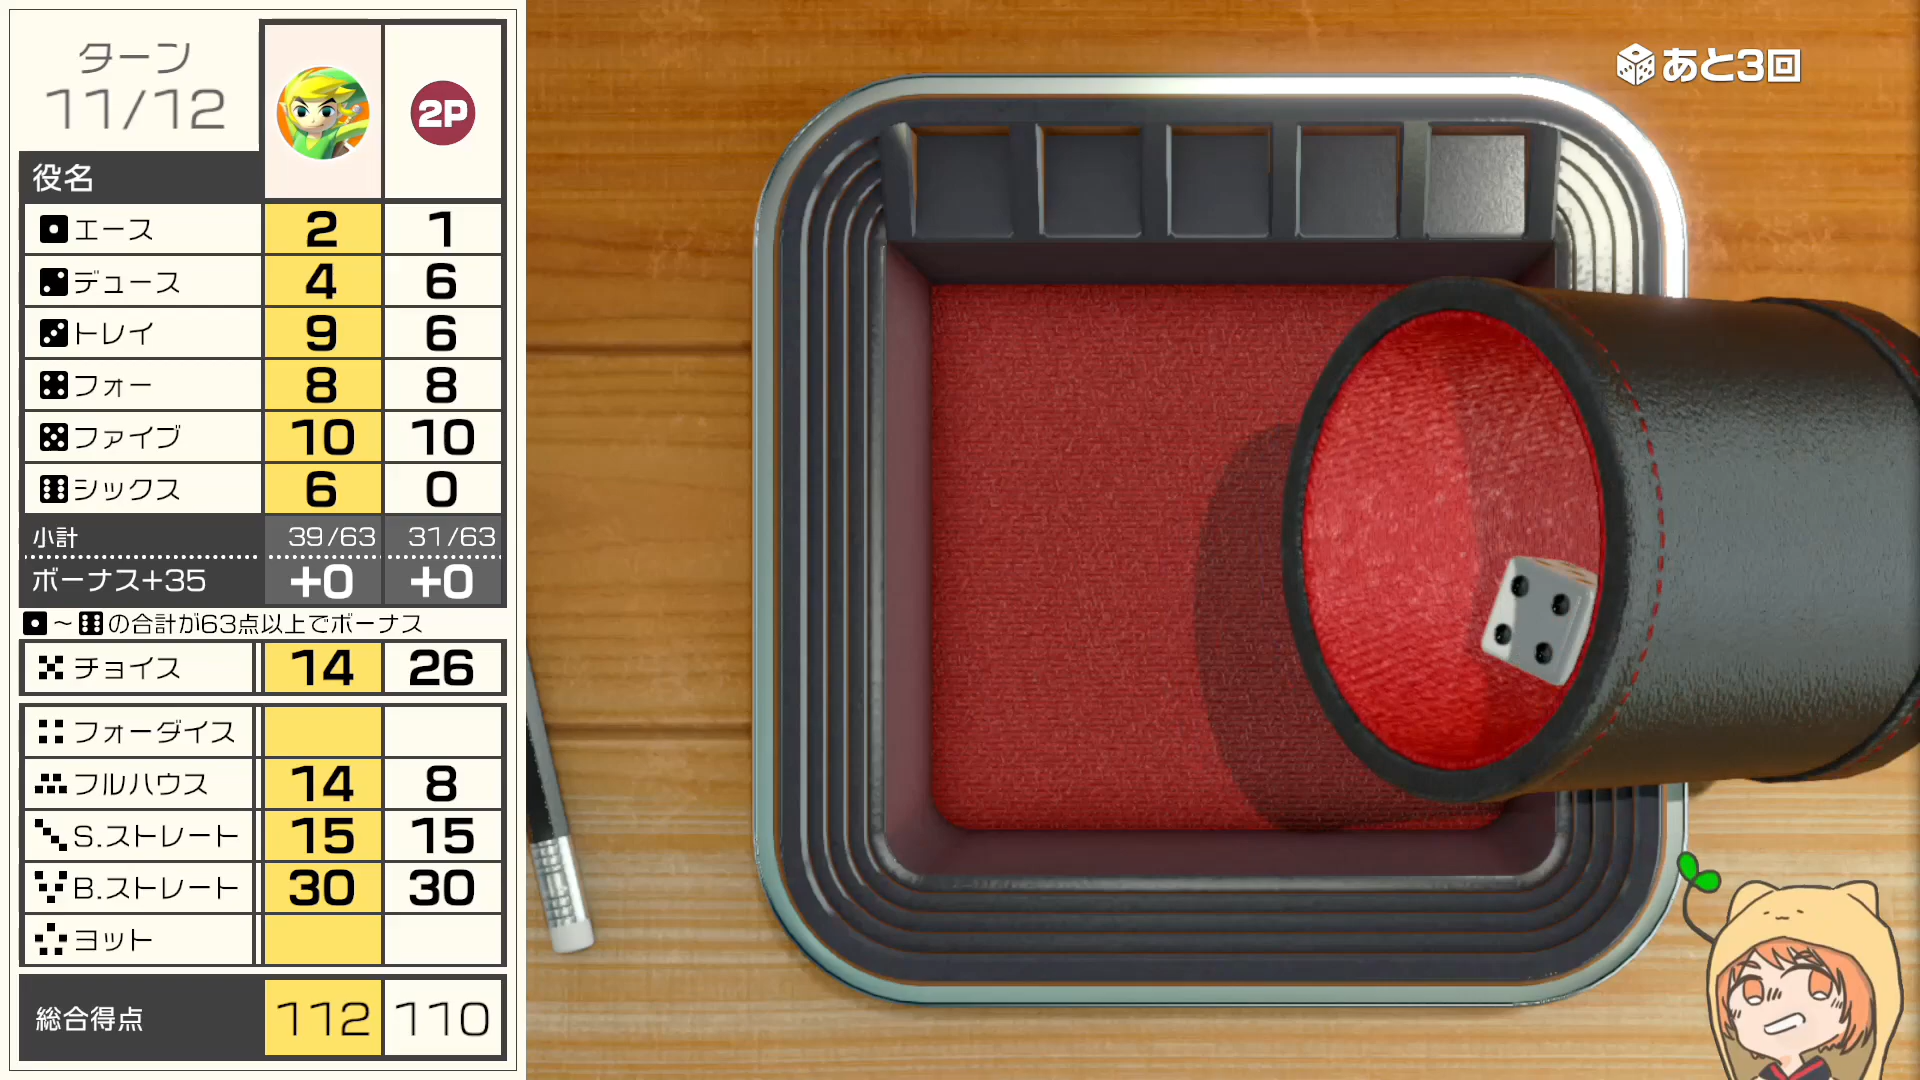 ターン
11/12
2P
役名
エース 2 1
デュース 4 6
トレイ 9 6
フォー 8 8
ファイブ 10 10
シックス 6 0
小計 39/63 31/63
ボーナス+35 +0 +0
~の合計が63点以上でボーナス
チョイス 14 26
フォーダイス
フルハウス 14 8
S.ストレート 15 15
B.ストレート 30 30
ヨット
総合得点 112 110
あと3回